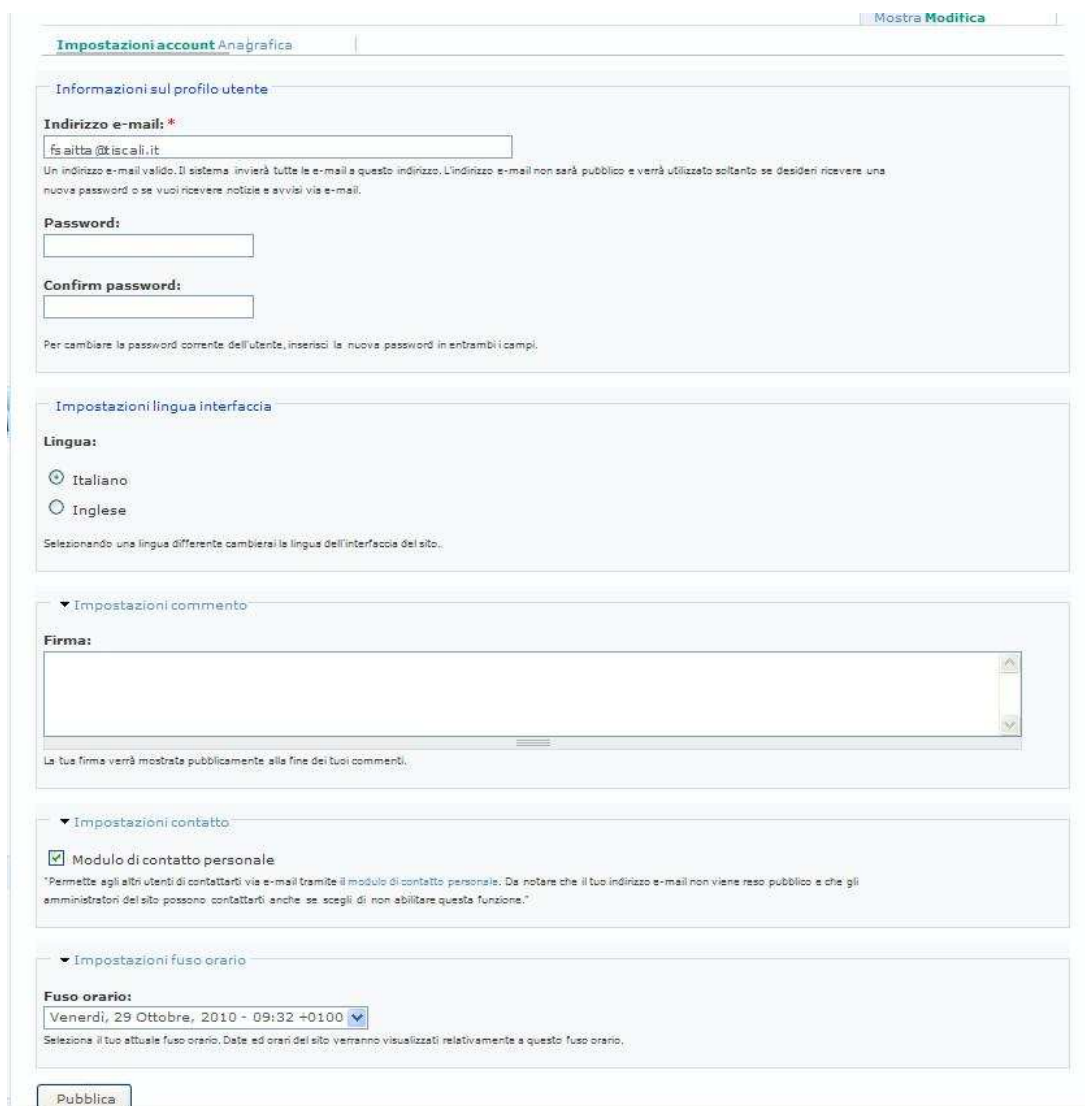 Mostra Modifica
Impostazioni account Anagrafica
Informazioni sul profilo utente
Indirizzo e-mail: *
fsaitta@tiscali.it
Un indirizzo e-mail valido. Il sistema invierà tutte le e-mail a questo indirizzo. L'indirizzo e-mail non sarà pubblico e verrà utilizzato soltanto se desideri ricevere una
nuova password o se vuoi ricevere notizie e avvisi via e-mail.
Password:
Confirm password:
Per cambiare la password corrente dell'utente, inserisci la nuova password in entrambi i campi.
Impostazioni lingua interfaccia
Lingua:
Italiano
Inglese
Selezionando una lingua differente cambierai la lingua dell'interfaccia del sito.
Impostazioni commento
Firma:
La tua firma verrà mostrata pubblicamente alla fine dei tuoi commenti.
Impostazioni contatto
Modulo di contatto personale
"Permette agli altri utenti di contattarti via e-mail tramite il modulo di contatto personale. Da notare che il tuo indirizzo e-mail non viene reso pubblico e che gli
amministratori del sito possono contattarti anche se scegli di non abilitare questa funzione."
Impostazioni fuso orario
Fuso orario:
Venerdì, 29 Ottobre, 2010 - 09:32 +0100
Seleziona il tuo attuale fuso orario. Date ed orari del sito verranno visualizzati relativamente a questo fuso orario.
Pubblica